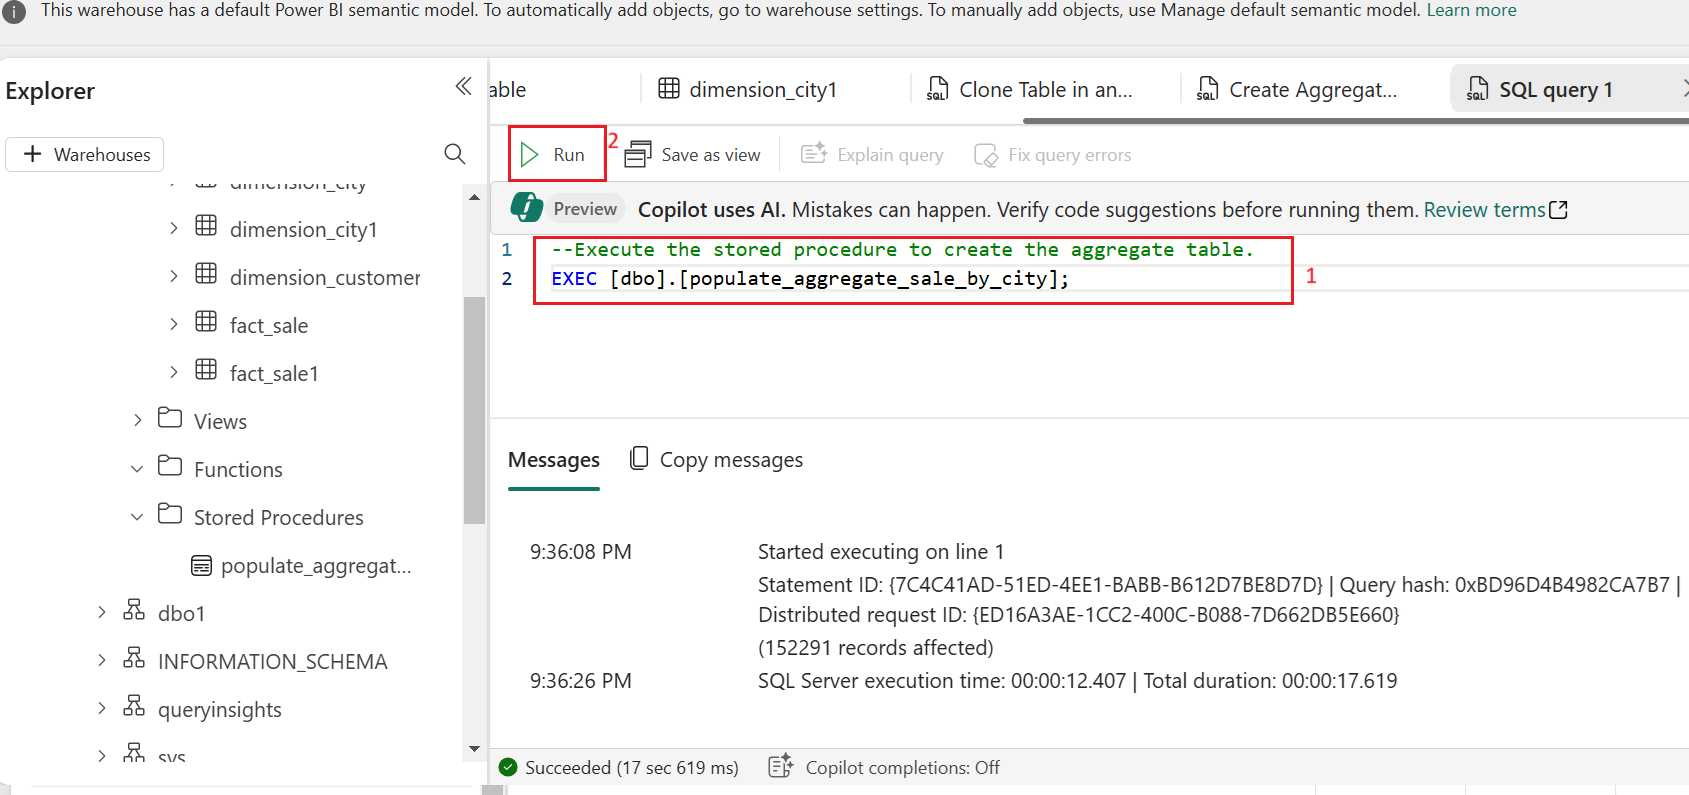 This warehouse has a default Power BI semantic model. To automatically add objects, go to warehouse settings. To manually add objects, use Manage default semantic model. Learn more
Explorer
Warehouses
dimension_city
dimension_city1
dimension_customer
fact_sale
fact_sale1
Views
Functions
Stored Procedures
populate_aggregat...
dbo1
INFORMATION_SCHEMA
queryinsights
sys
able
dimension_city1
Clone Table in an...
Create Aggregat...
SQL query 1
Run
2
Save as view
Explain query
Fix query errors
Preview
Copilot uses AI. Mistakes can happen. Verify code suggestions before running them. Review terms
1 --Execute the stored procedure to create the aggregate table.
2 EXEC [dbo].[populate_aggregate_sale_by_city];
1
Messages
Copy messages
9:36:08 PM Started executing on line 1
Statement ID: {7C4C41AD-51ED-4EE1-BABB-B612D7BE8D7D} | Query hash: 0xBD96D4B4982CA7B7 |
Distributed request ID: {ED16A3AE-1CC2-400C-B088-7D662DB5E660}
(152291 records affected)
9:36:26 PM SQL Server execution time: 00:00:12.407 | Total duration: 00:00:17.619
Succeeded (17 sec 619 ms)
Copilot completions: Off